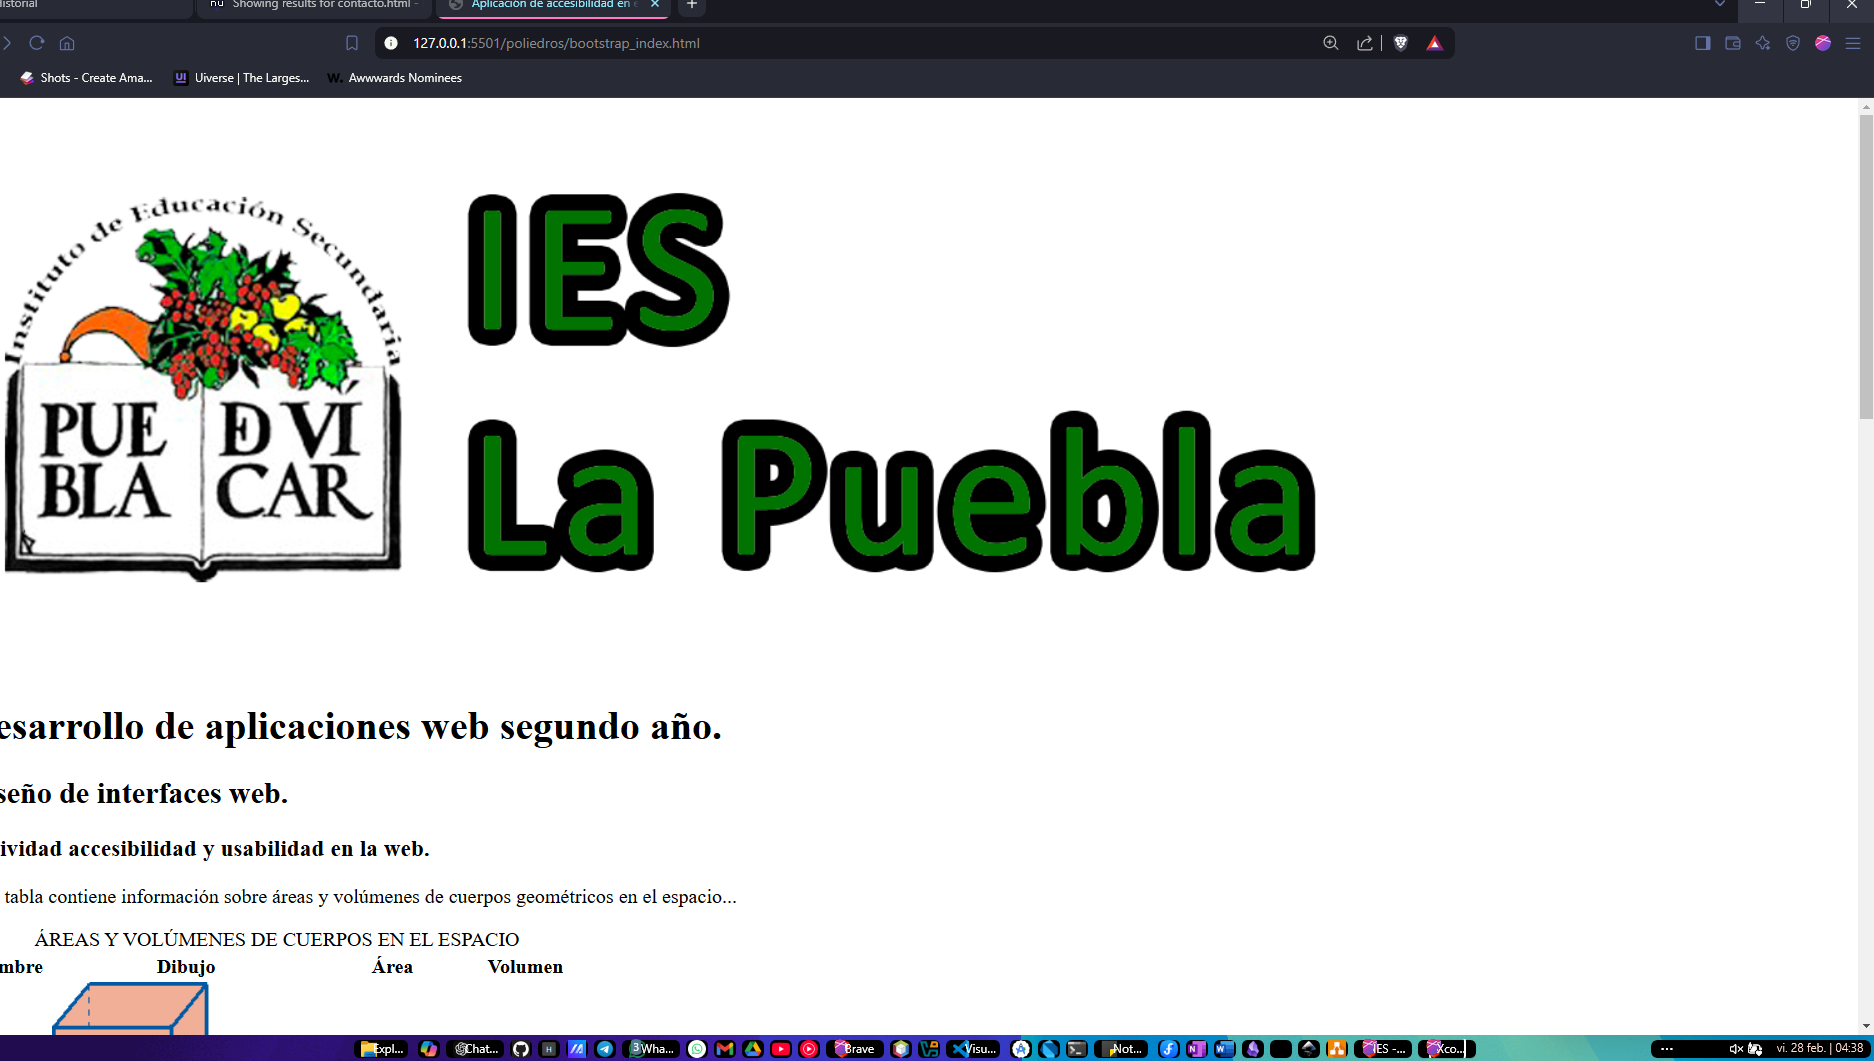 istorial
Showing results for contacto.html -
Aplicación de accesibilidad en
127.0.0.1:5501/poliedros/bootstrap_index.html
Shots - Create Ama...
UI
Uiverse | The Larges...
W.
Awwwards Nominees
Instituto de Educación Secundaria
PUE
BLA
DE VÍ
CAR
IES
La Puebla
esarrollo de aplicaciones web segundo año.
seño de interfaces web.
ividad accesibilidad y usabilidad en la web.
tabla contiene información sobre áreas y volúmenes de cuerpos geométricos en el espacio...
ÁREAS Y VOLÚMENES DE CUERPOS EN EL ESPACIO
mbre Dibujo Área Volumen
Expl... Chat... Wha... Brave Visu... Not... IES -... Xco...
vi. 28 feb. | 04:38